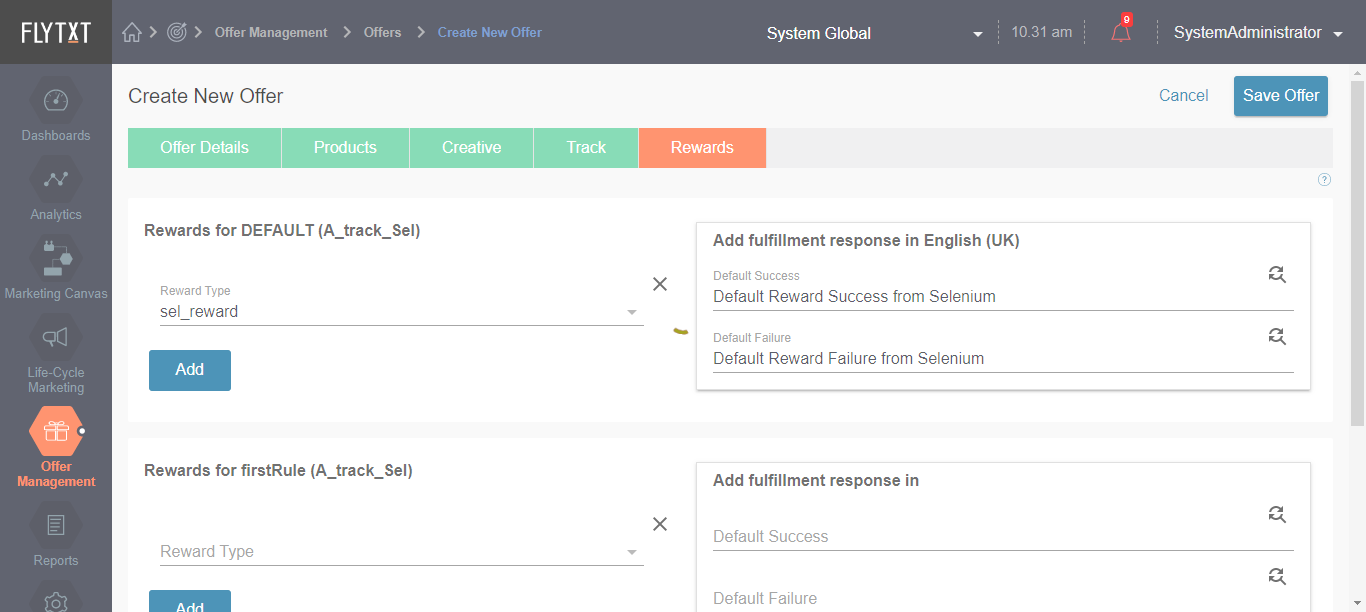 FLYTXT
Offer Management
Offers
Create New Offer
System Global
10.31 am
9
SystemAdministrator
Dashboards
Analytics
Marketing Canvas
Life-Cycle
Marketing
Offer
Management
Reports
Create New Offer
Cancel
Save Offer
Offer Details
Products
Creative
Track
Rewards
?
Rewards for DEFAULT (A_track_Sel)
Reward Type
sel_reward
Add
Add fulfillment response in English (UK)
Default Success
Default Reward Success from Selenium
Default Failure
Default Reward Failure from Selenium
Rewards for firstRule (A_track_Sel)
Reward Type
Add
Add fulfillment response in
Default Success
Default Failure